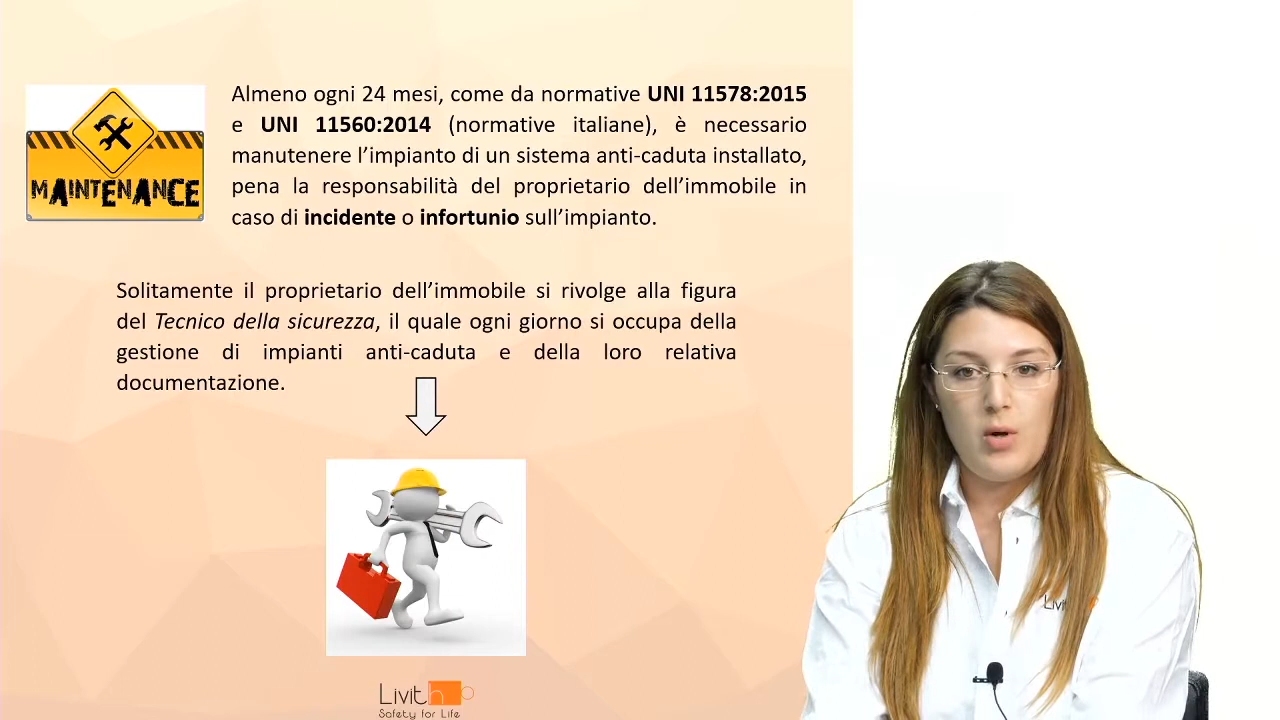 Almeno ogni 24 mesi, come da normative UNI 11578:2015
e UNI 11560:2014 (normative italiane), è necessario
manutenere l’impianto di un sistema anti-caduta installato,
pena la responsabilità del proprietario dell’immobile in
caso di incidente o infortunio sull’impianto.
MAINTENANCE
Solitamente il proprietario dell’immobile si rivolge alla figura
del Tecnico della sicurezza, il quale ogni giorno si occupa della
gestione di impianti anti-caduta e della loro relativa
documentazione.
Livith
Safety for Life